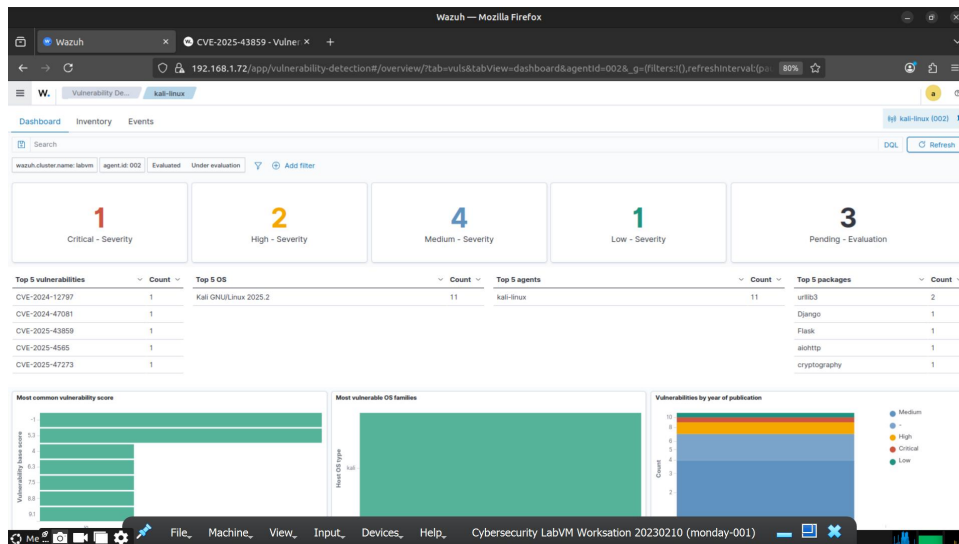 Wazuh — Mozilla Firefox
Wazuh × CVE-2025-43859 - Vulner × +
192.168.1.72/app/vulnerability-detection#/overview/?tab=vuls&tabView=dashboard&agentId=002&_g=(filters:!(),refreshInterval:(pa 80%
W. Vulnerability De... kali-linux a
Dashboard Inventory Events kali-linux (002)
Search DQL Refresh
wazuh.cluster.name: labvm agent.id: 002 Evaluated Under evaluation Add filter
1 2 4 1 3
Critical - Severity High - Severity Medium - Severity Low - Severity Pending - Evaluation
Top 5 vulnerabilities Count Top 5 OS Count Top 5 agents Count Top 5 packages Count
CVE-2024-12797 1 Kali GNU/Linux 2025.2 11 kali-linux 11 urllib3 2
CVE-2024-47081 1 Django 1
CVE-2025-43859 1 Flask 1
CVE-2025-4565 1 aiohttp 1
CVE-2025-47273 1 cryptography 1
Most common vulnerability score Most vulnerable OS families Vulnerabilities by year of publication
Vulnerability base score
-1
5.3
4
6.3
7.5
8.8
9.1
Host OS type
kali
Count
10
8
6
5
4
3
2
Medium
-
High
Critical
Low
Me File Machine View Input Devices Help Cybersecurity LabVM Worksation 20230210 (monday-001)